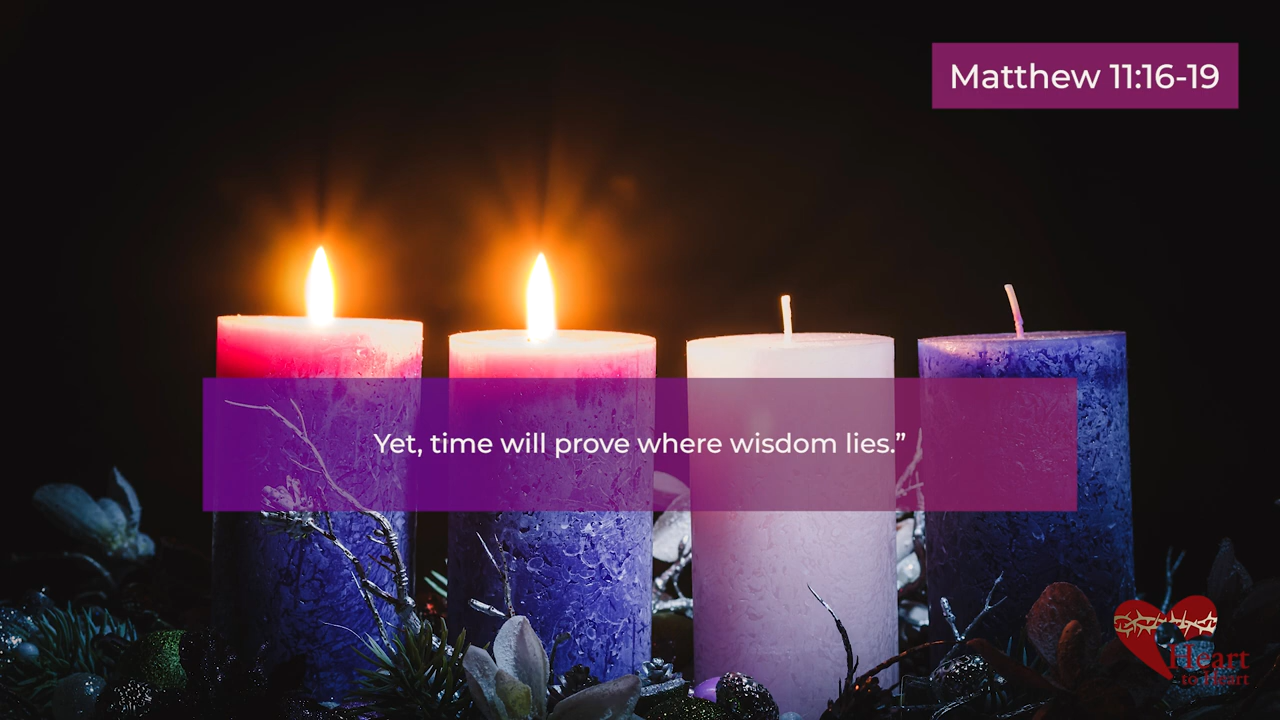 Matthew 11:16-19
Yet, time will prove where wisdom lies.”
Heart
to Heart